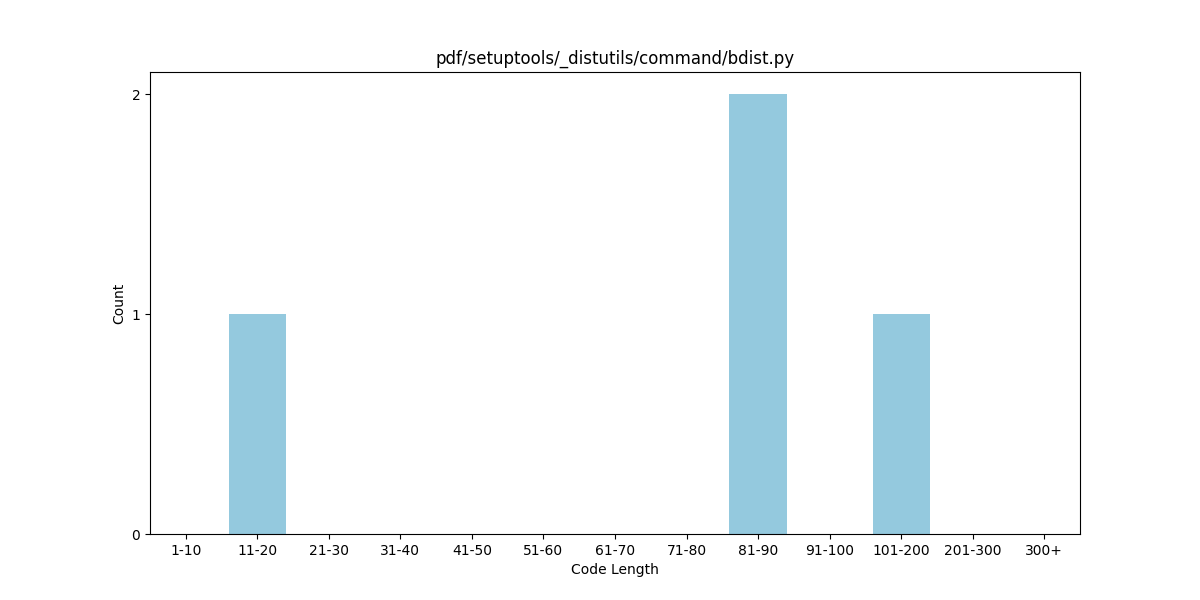 pdf/setuptools/_distutils/command/bdist.py
2
1
0
Count
1-10 11-20 21-30 31-40 41-50 51-60 61-70 71-80 81-90 91-100 101-200 201-300 300+
Code Length